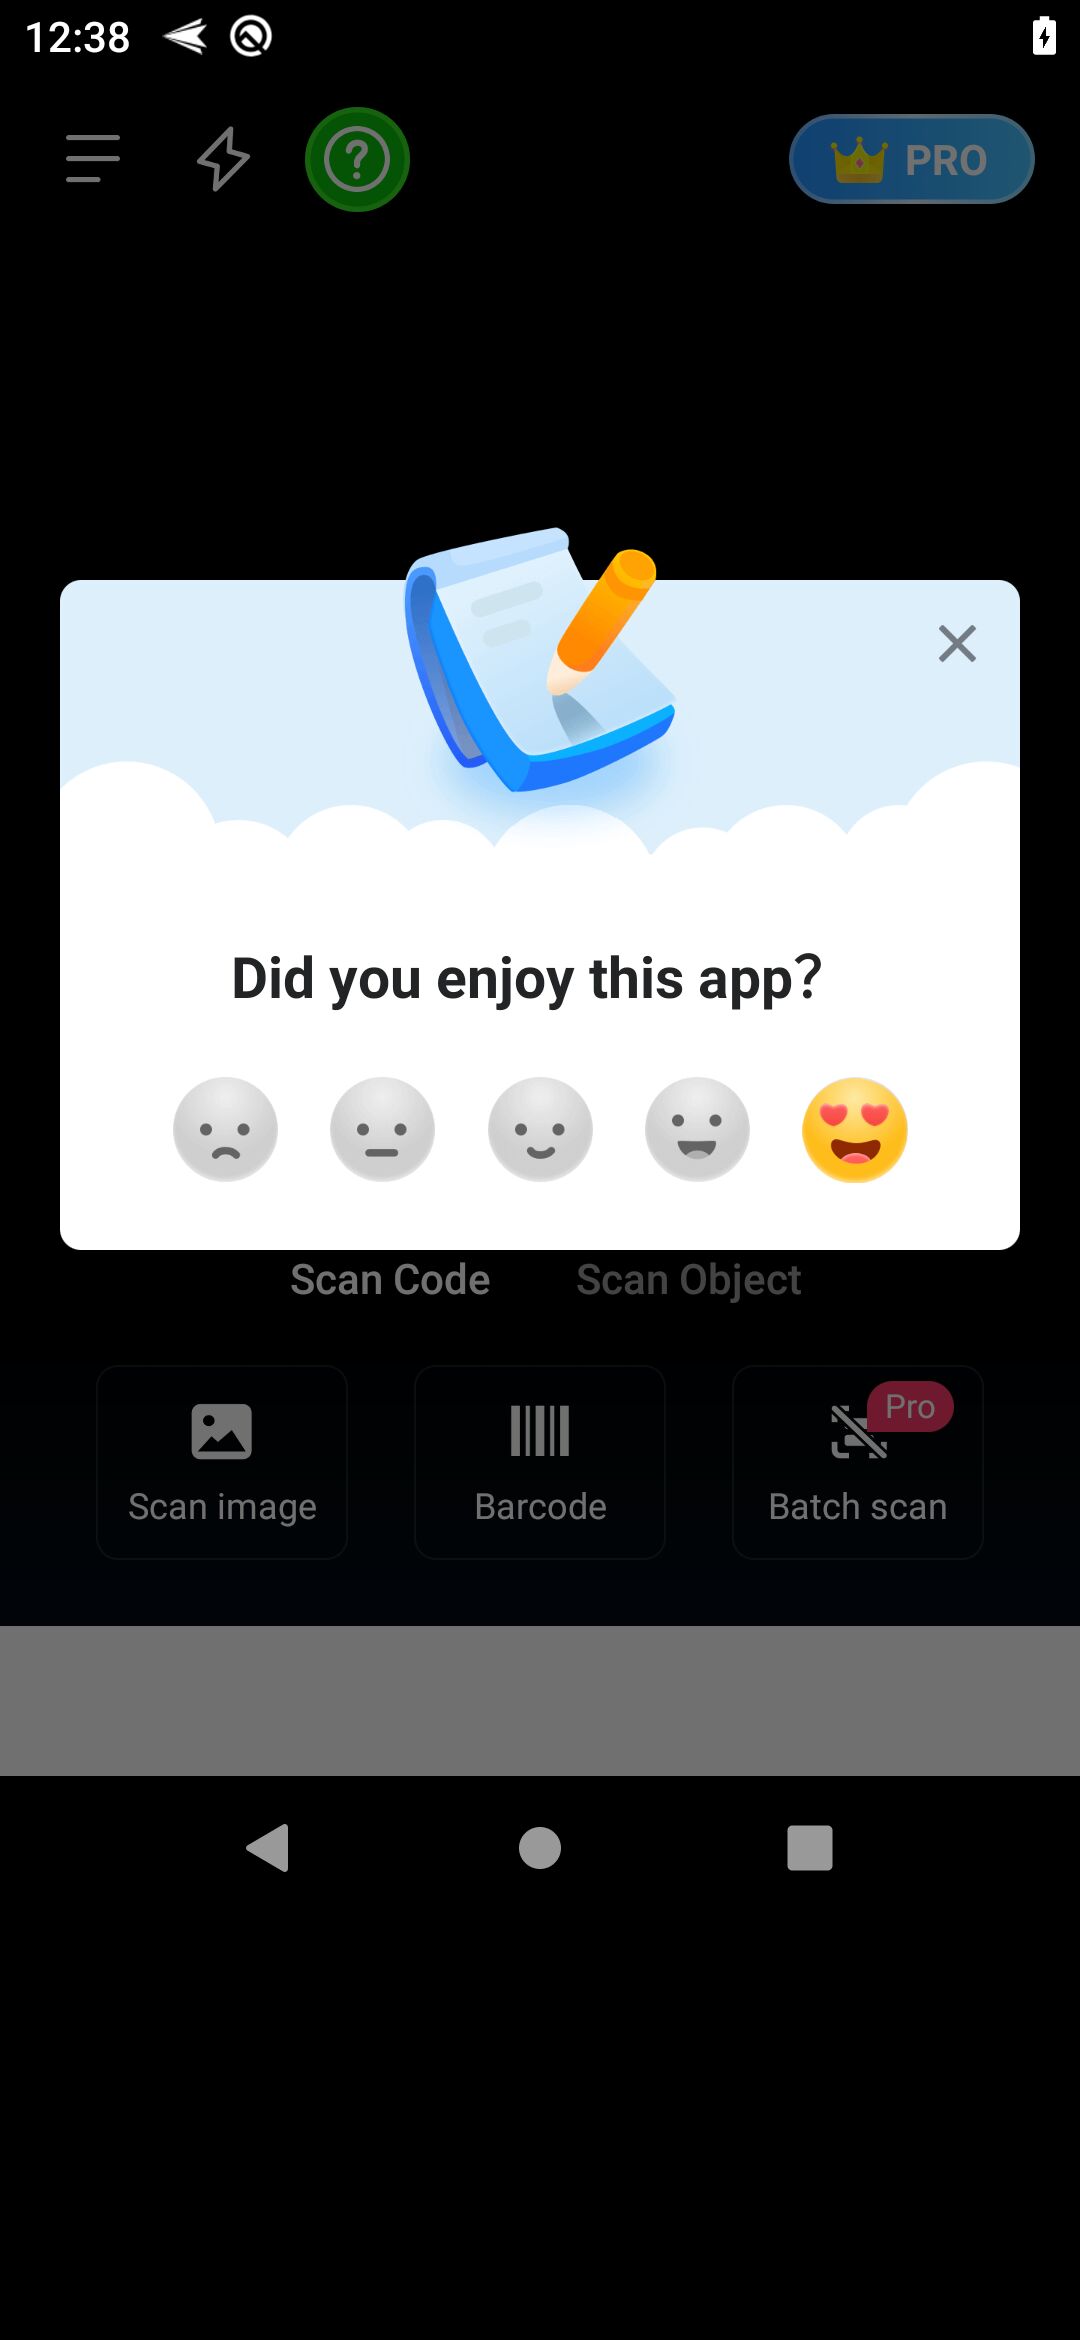 12:38
PRO
Did you enjoy this app?
Scan Code Scan Object
Pro
Scan image Barcode Batch scan